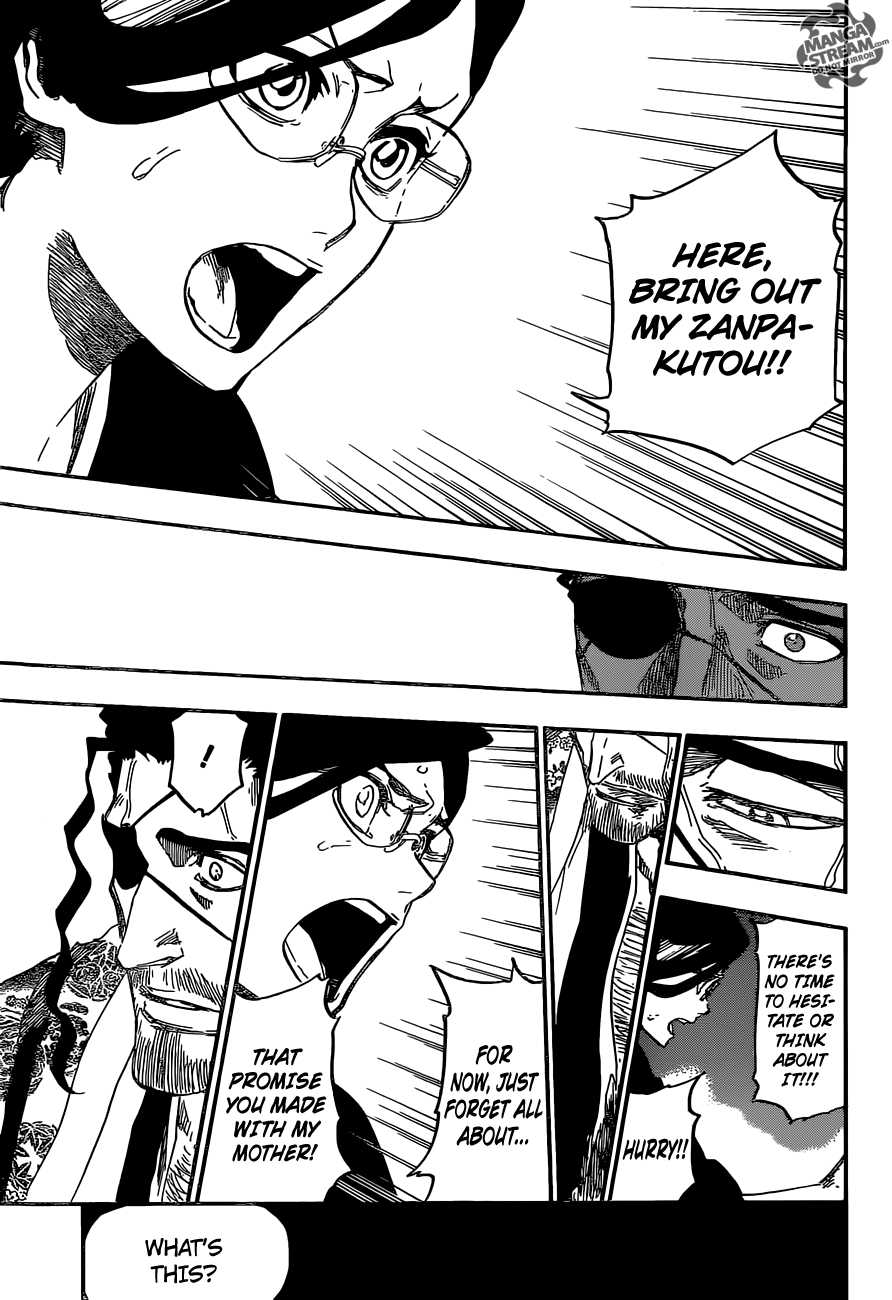 MANGA
STREAM.com
DO NOT MIRROR
HERE,
BRING OUT
MY ZANPA-
KUTOU!!
THERE'S
NO TIME
TO HESI-
TATE OR
THINK
ABOUT
IT!!!
HURRY!!
FOR
NOW, JUST
FORGET ALL
ABOUT...
THAT
PROMISE
YOU MADE
WITH MY
MOTHER!
!
WHAT'S
THIS?